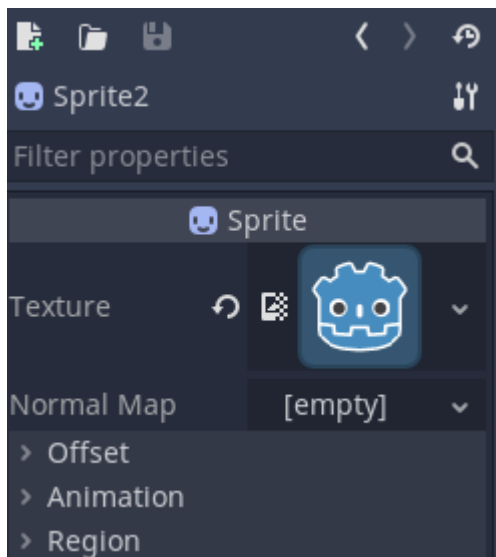 Sprite2
Filter properties
Sprite
Texture
Normal Map [empty]
Offset
Animation
Region